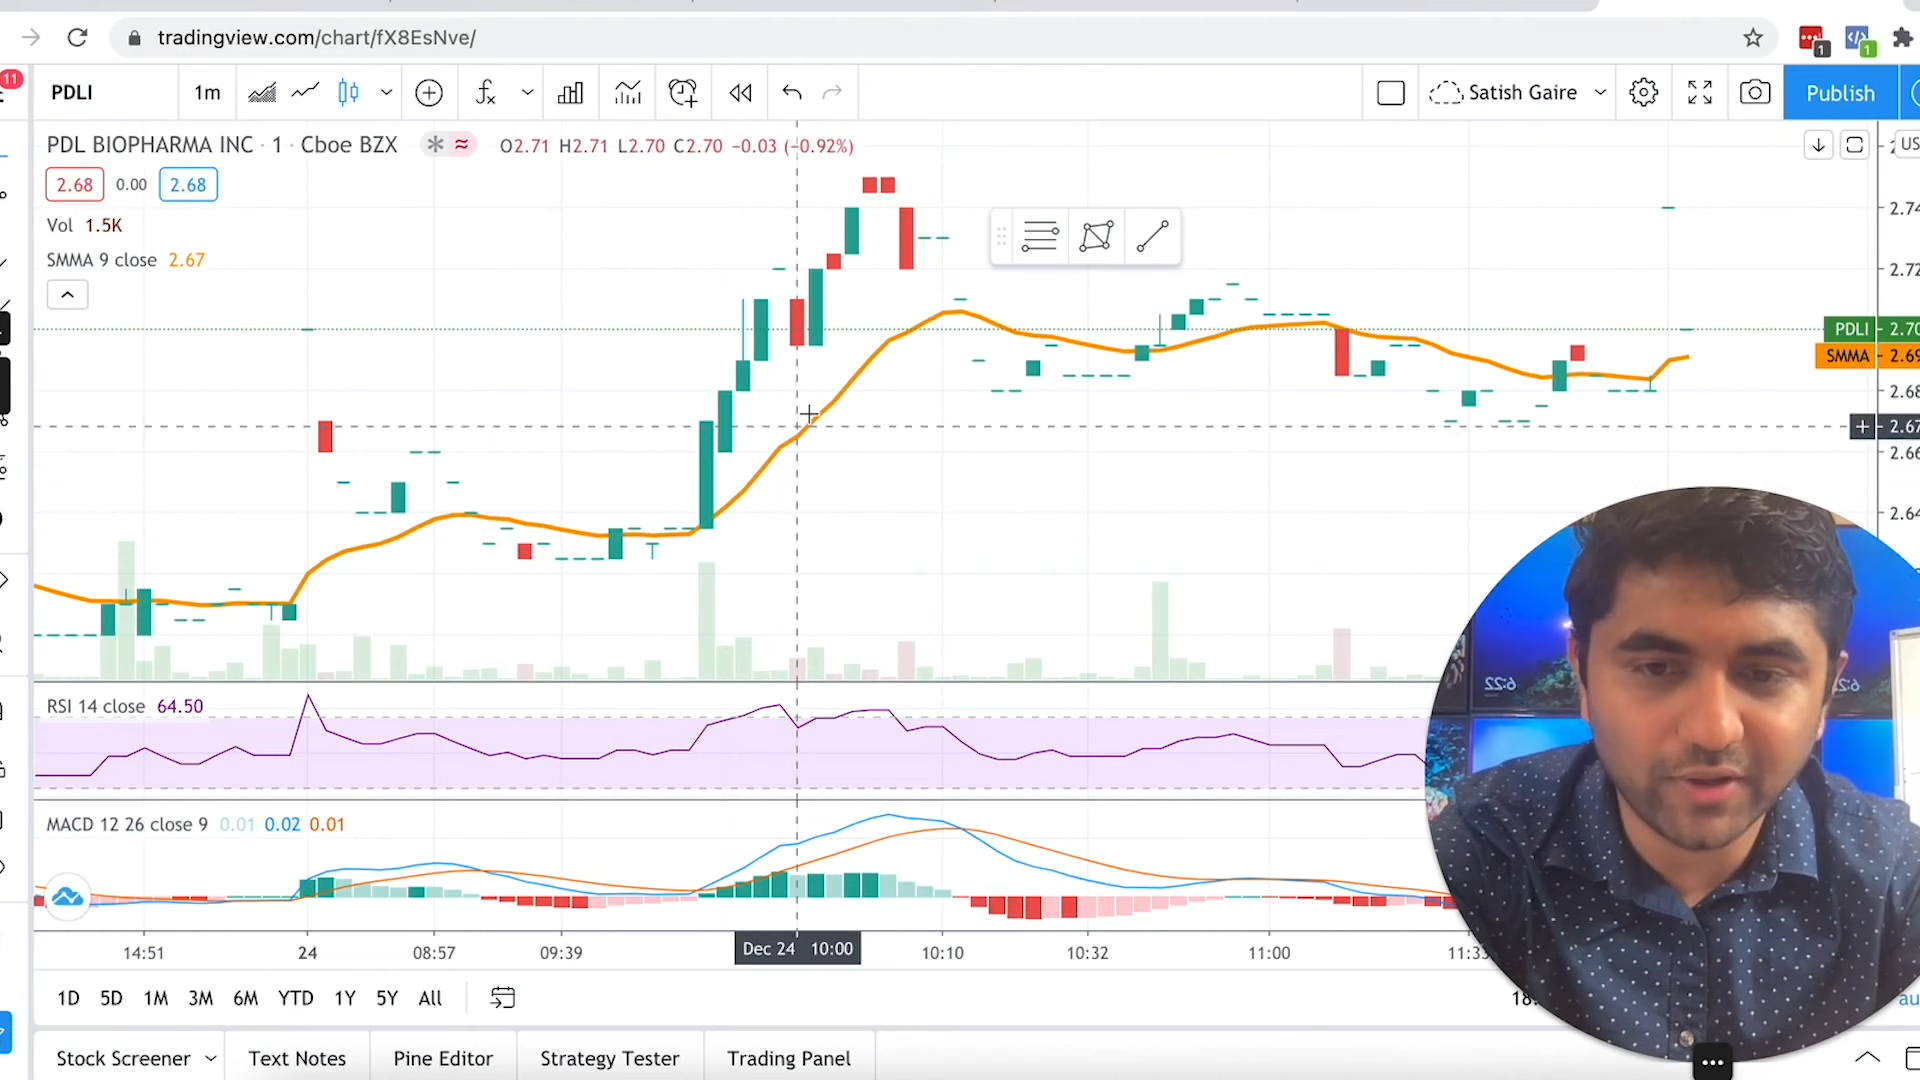 tradingview.com/chart/fX8EsNve/
1
1
11
PDLI
1m
Satish Gaire
Publish
PDL BIOPHARMA INC · 1 · Cboe BZX
O2.71 H2.71 L2.70 C2.70 −0.03 (−0.92%)
2.68
0.00
2.68
Vol 1.5K
SMMA 9 close 2.67
2.74
2.72
PDLI
2.70
SMMA
2.69
2.68
2.67
2.66
2.64
RSI 14 close 64.50
MACD 12 26 close 9 0.01 0.02 0.01
14:51
24
08:57
09:39
Dec 24 10:00
10:10
10:32
11:00
1D
5D
1M
3M
6M
YTD
1Y
5Y
All
Stock Screener
Text Notes
Pine Editor
Strategy Tester
Trading Panel
6:22